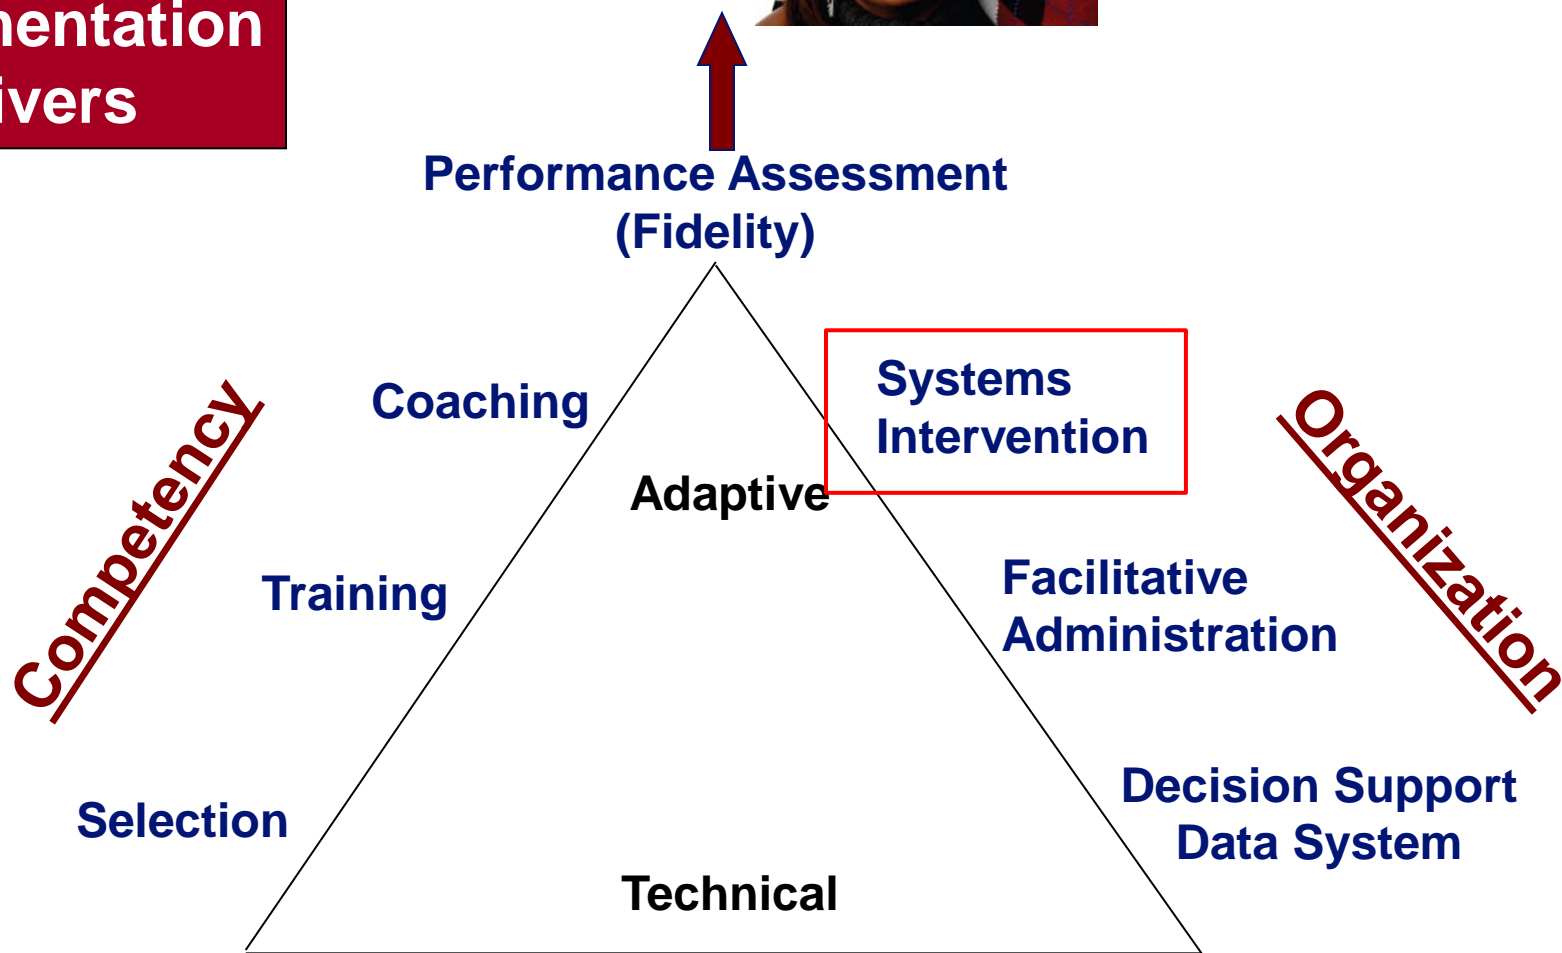 mentation
ivers
Performance Assessment
(Fidelity)
Coaching
Systems
Intervention
Adaptive
Competency
Organization
Training
Facilitative
Administration
Selection
Decision Support
Data System
Technical